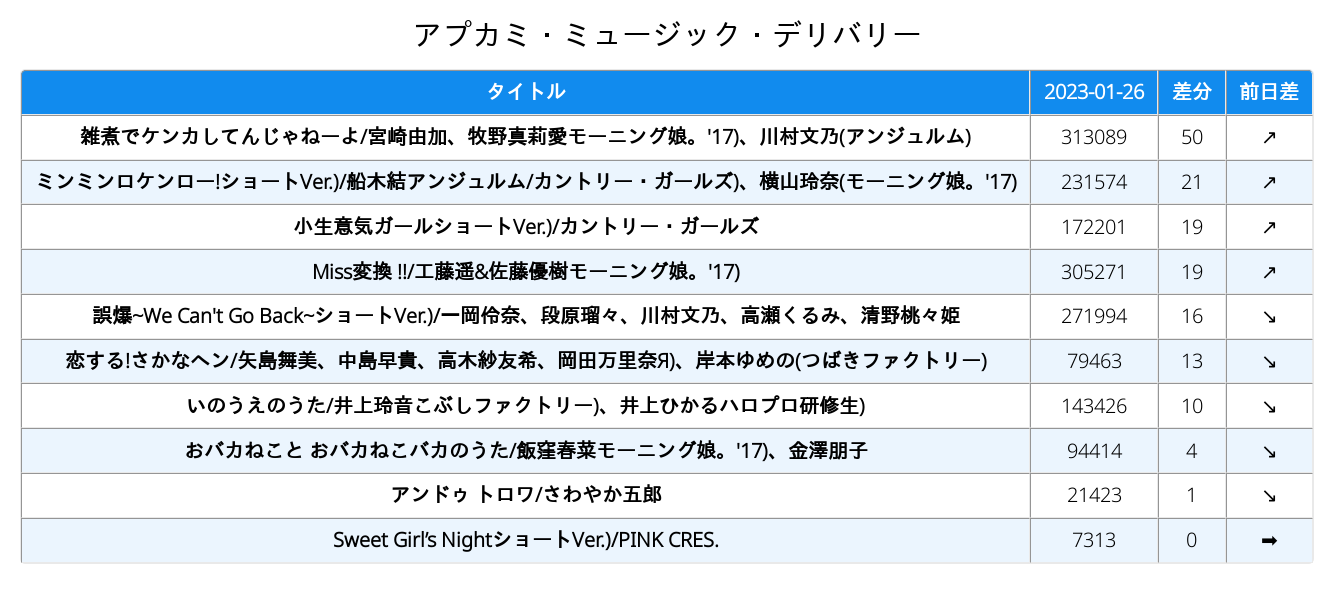 アプカミ・ミュージック・デリバリー
タイトル 2023-01-26 差分 前日差
雑煮でケンカしてんじゃねーよ/宮崎由加、牧野真莉愛モーニング娘。'17)、川村文乃(アンジュルム) 313089 50 ↗
ミンミンロケンロー!ショートVer.)/船木結アンジュルム/カントリー・ガールズ)、横山玲奈(モーニング娘。'17) 231574 21 ↗
小生意気ガールショートVer.)/カントリー・ガールズ 172201 19 ↗
Miss変換 !!/工藤遥&佐藤優樹モーニング娘。'17) 305271 19 ↗
誤爆~We Can't Go Back~ショートVer.)/一岡伶奈、段原瑠々、川村文乃、高瀬くるみ、清野桃々姫 271994 16 ↘
恋する!さかなヘン/矢島舞美、中島早貴、高木紗友希、岡田万里奈Я)、岸本ゆめの(つばきファクトリー) 79463 13 ↘
いのうえのうた/井上玲音こぶしファクトリー)、井上ひかるハロプロ研修生) 143426 10 ↘
おバカねこと おバカねこバカのうた/飯窪春菜モーニング娘。'17)、金澤朋子 94414 4 ↘
アンドゥ トロワ/さわやか五郎 21423 1 ↘
Sweet Girl’s NightショートVer.)/PINK CRES. 7313 0 ➡